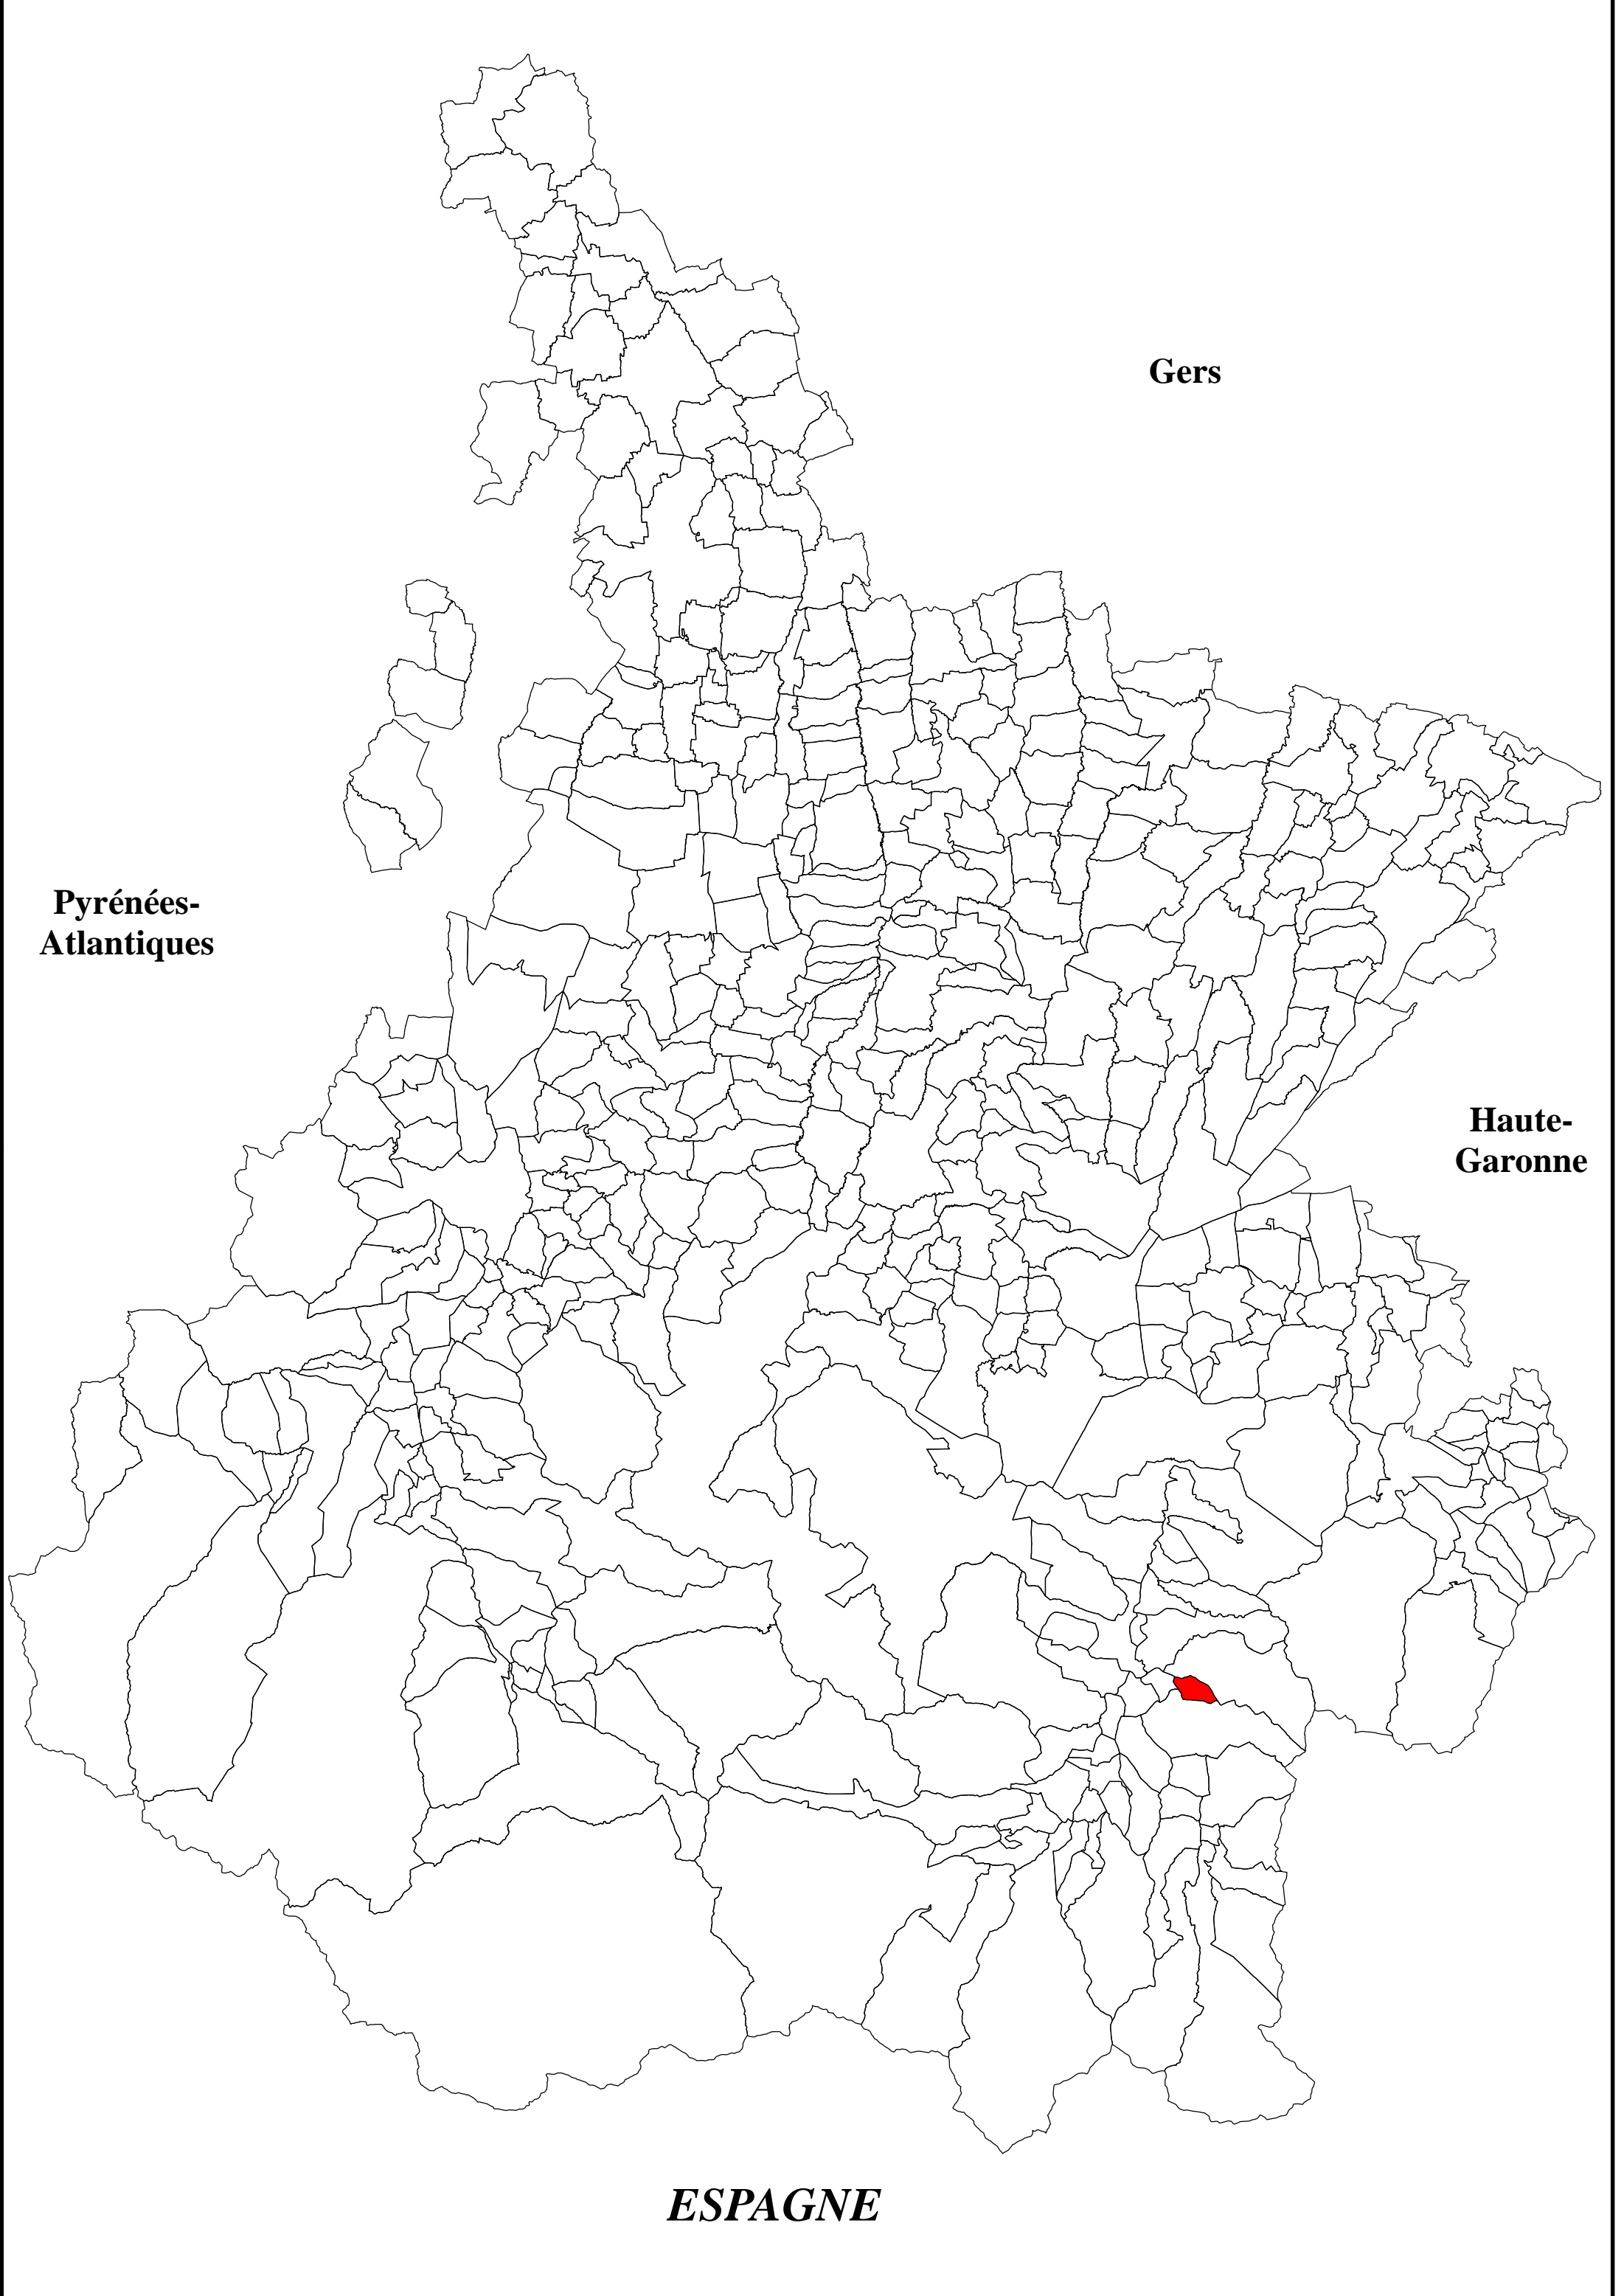 Gers
Pyrénées-
Atlantiques
Haute-
Garonne
ESPAGNE